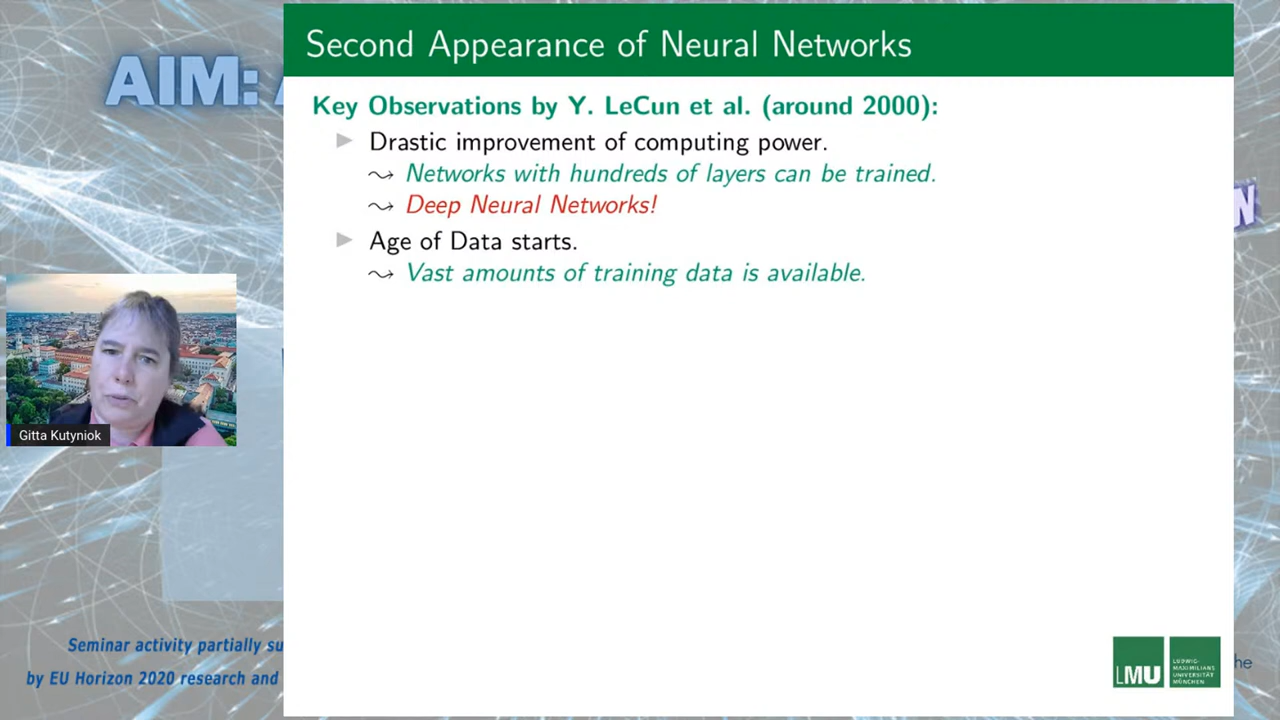 AIM:
Second Appearance of Neural Networks
Key Observations by Y. LeCun et al. (around 2000):
Drastic improvement of computing power.
⤳ Networks with hundreds of layers can be trained.
⤳ Deep Neural Networks!
Age of Data starts.
⤳ Vast amounts of training data is available.
N
Gitta Kutyniok
Seminar activity partially su
by EU Horizon 2020 research and
LMU
LUDWIG-
MAXIMILIANS
UNIVERSITÄT
MÜNCHEN
he